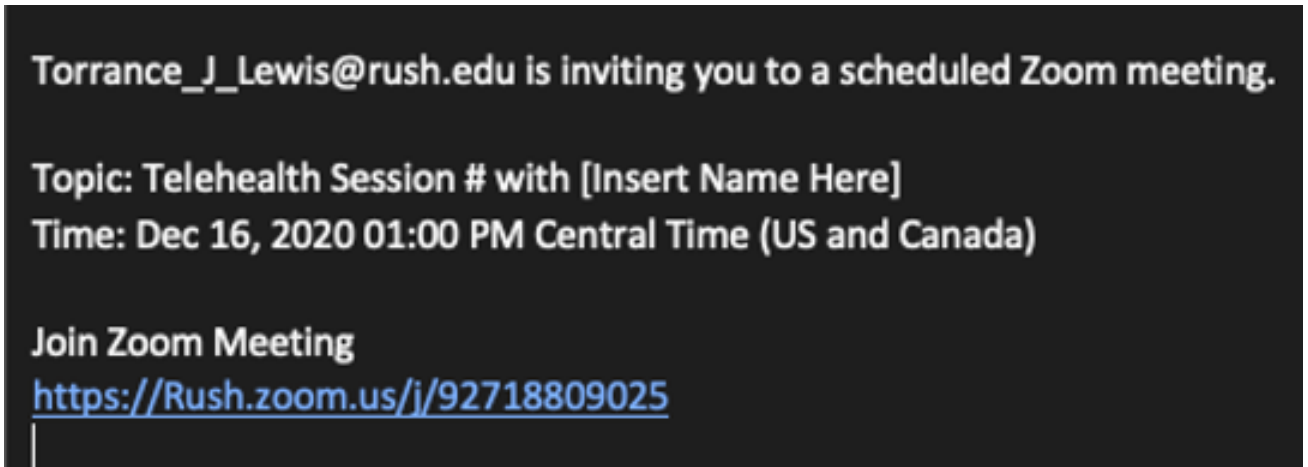 Torrance_J_Lewis@rush.edu is inviting you to a scheduled Zoom meeting.
Topic: Telehealth Session # with [Insert Name Here]
Time: Dec 16, 2020 01:00 PM Central Time (US and Canada)
Join Zoom Meeting
https://Rush.zoom.us/j/92718809025